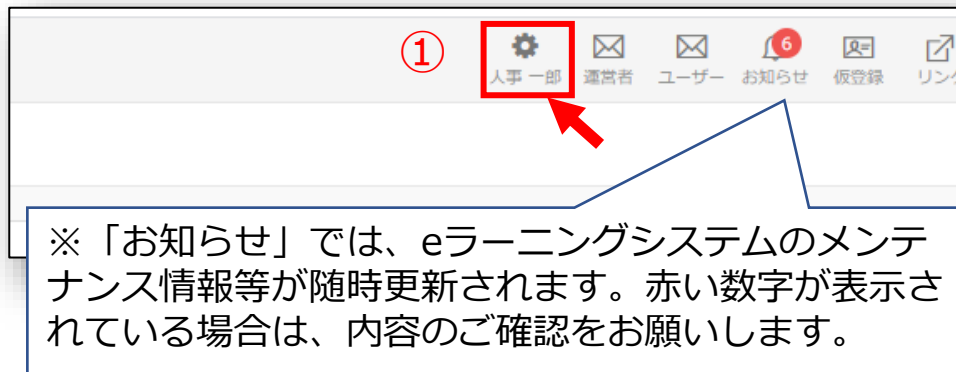 ①
6
人事 一郎 運営者 ユーザー お知らせ 仮登録 リンク
※「お知らせ」では、eラーニングシステムのメンテ
ナンス情報等が随時更新されます。赤い数字が表示さ
れている場合は、内容のご確認をお願いします。